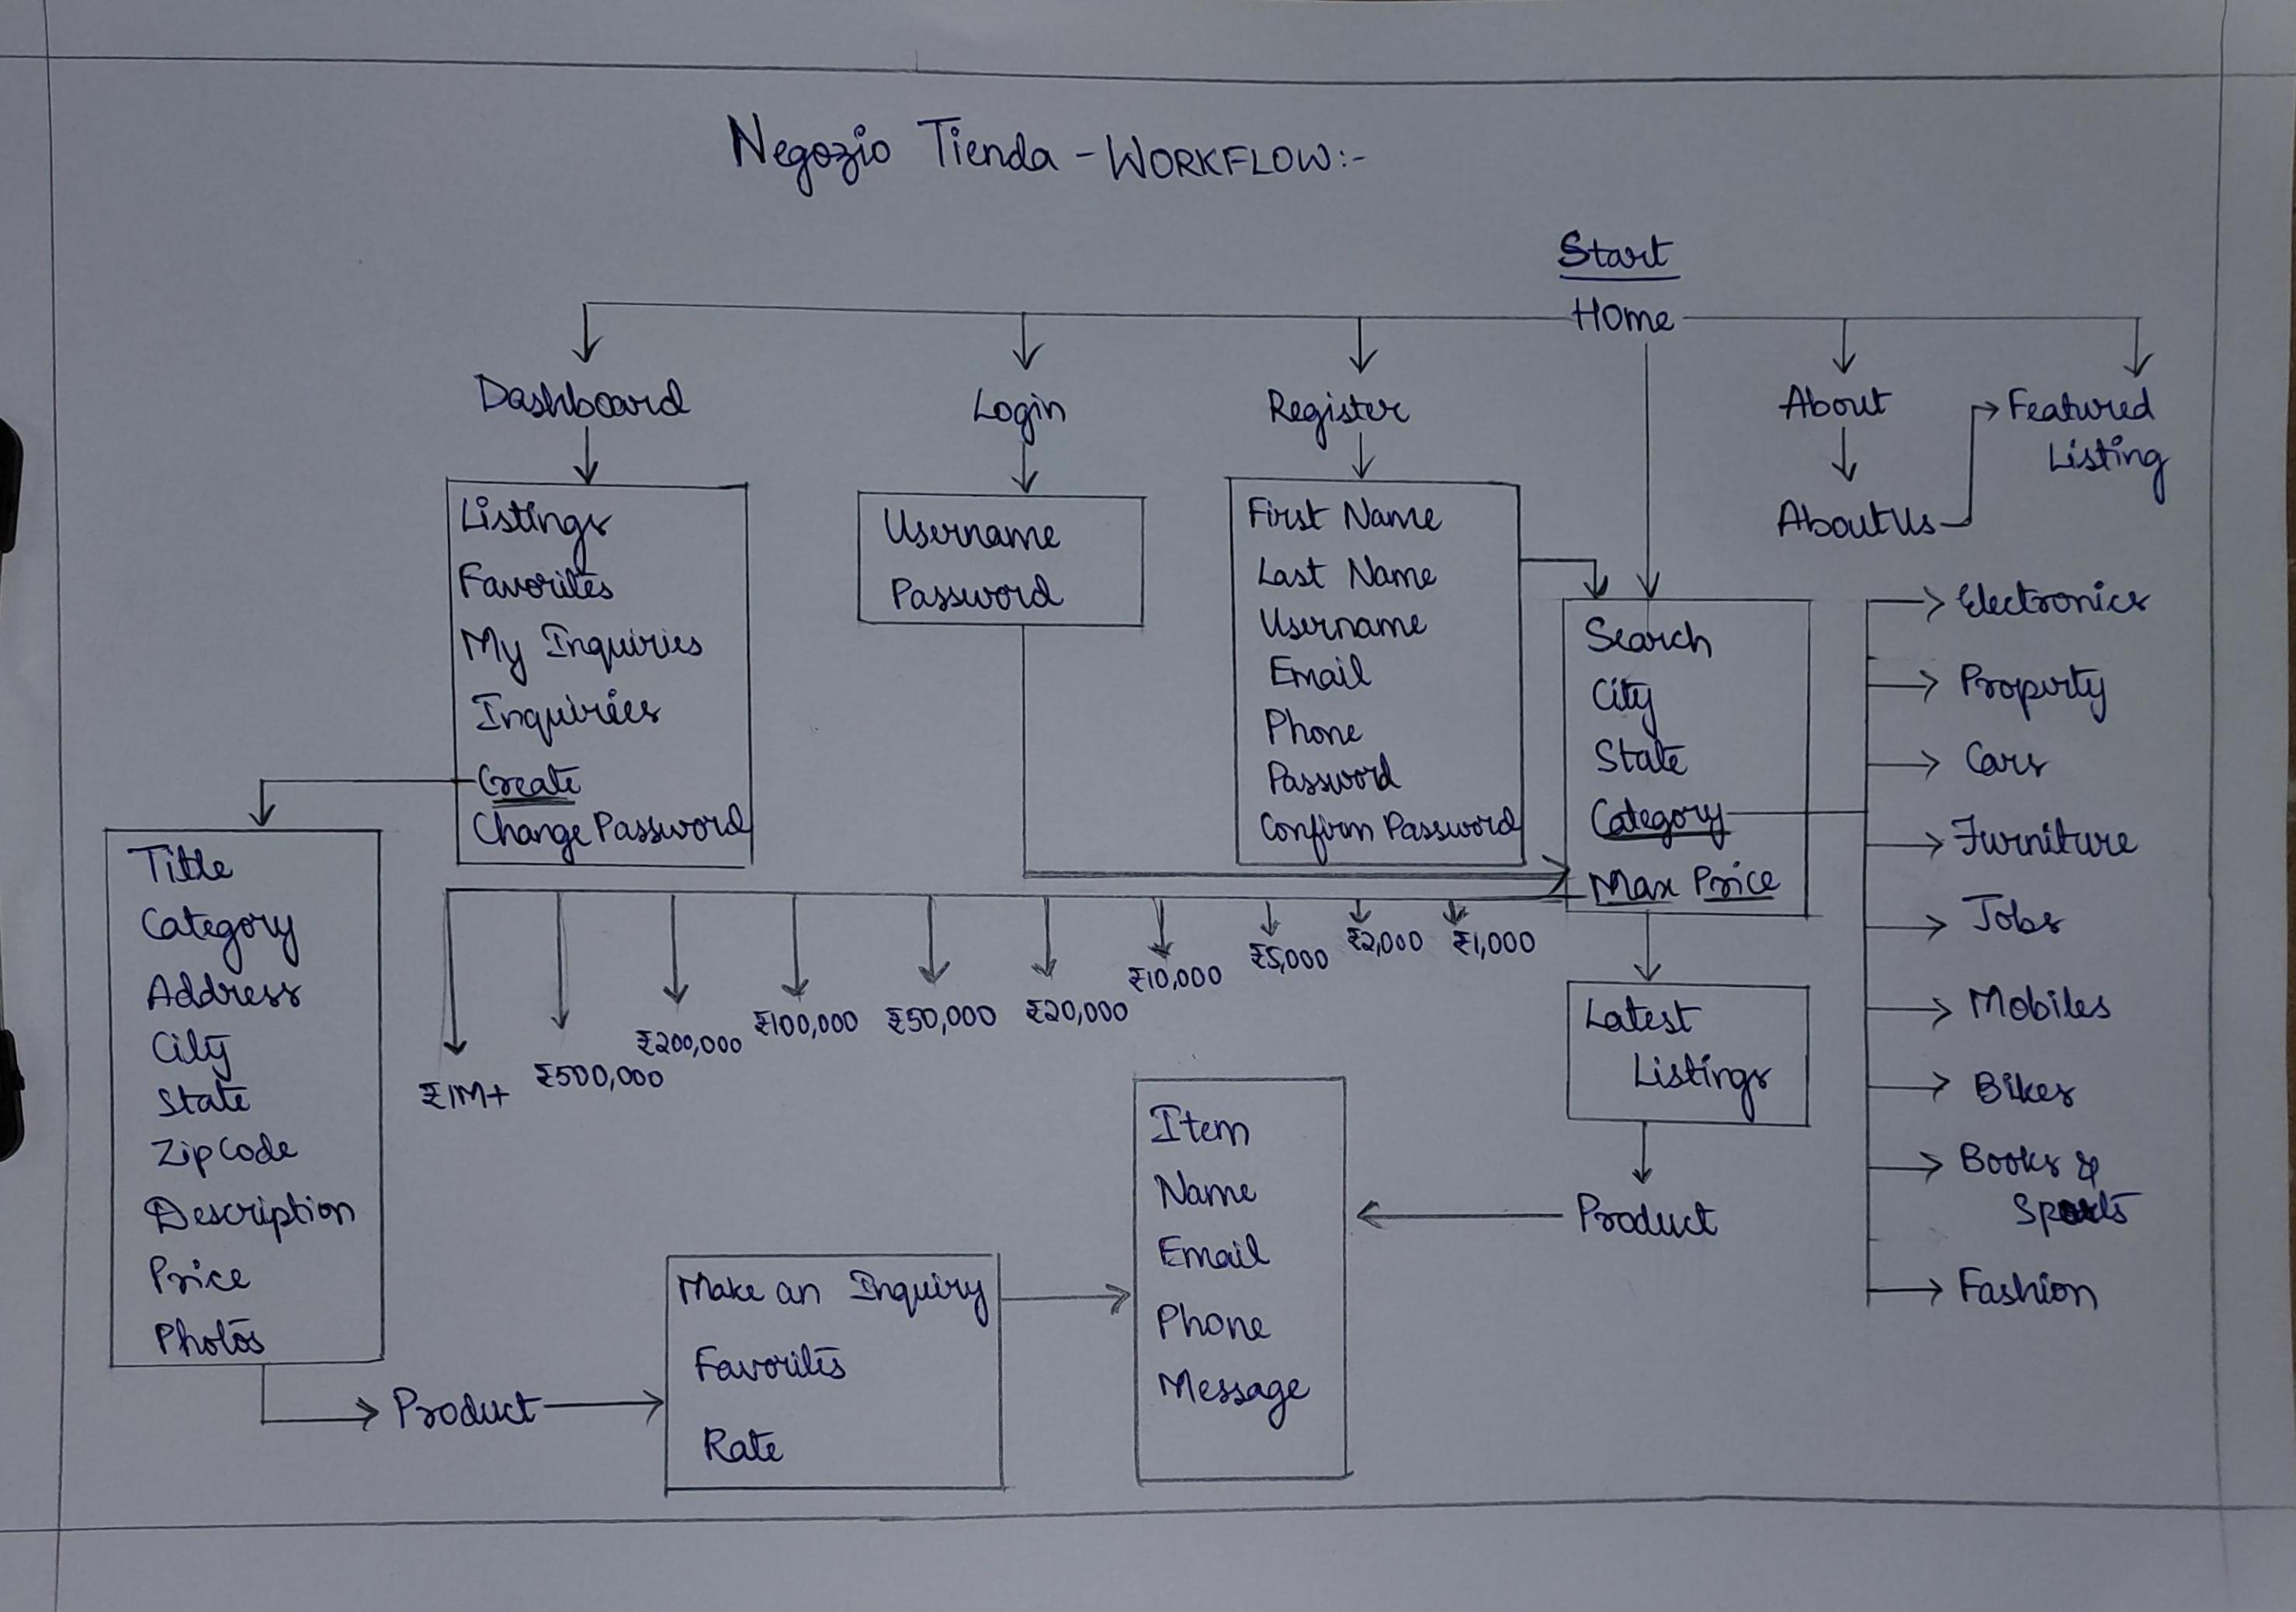 Negozio Tienda - WORKFLOW:-
Start
Home
Dashboard
Login
Register
About
Featured
Listing
About Us
Listings
Favorites
My Inquiries
Inquiries
Create
Change Password
Username
Password
First Name
Last Name
Username
Email
Phone
Password
Confirm Password
Search
City
State
Category
Max Price
Electronics
Property
Cars
Furniture
Jobs
Mobiles
Bikes
Books &
Sports
Fashion
₹1M+
₹500,000
₹200,000
₹100,000
₹50,000
₹20,000
₹10,000
₹5,000
₹2,000
₹1,000
Title
Category
Address
City
State
Zip Code
Description
Price
Photos
Latest
Listings
Product
Item
Name
Email
Phone
Message
Make an Inquiry
Favorites
Rate
Product